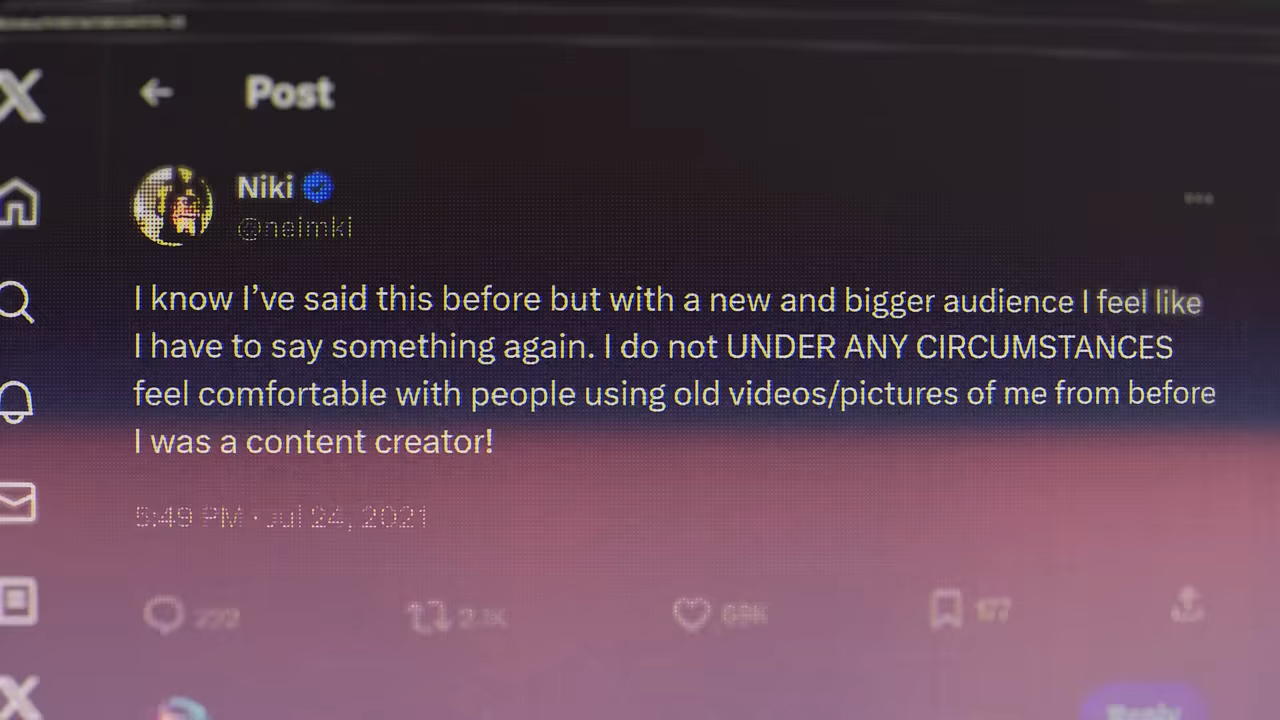 Post
Niki
@neimki
I know I've said this before but with a new and bigger audience I feel like
I have to say something again. I do not UNDER ANY CIRCUMSTANCES
feel comfortable with people using old videos/pictures of me from before
I was a content creator!
5:49 PM · Jul 24, 2021
Reply